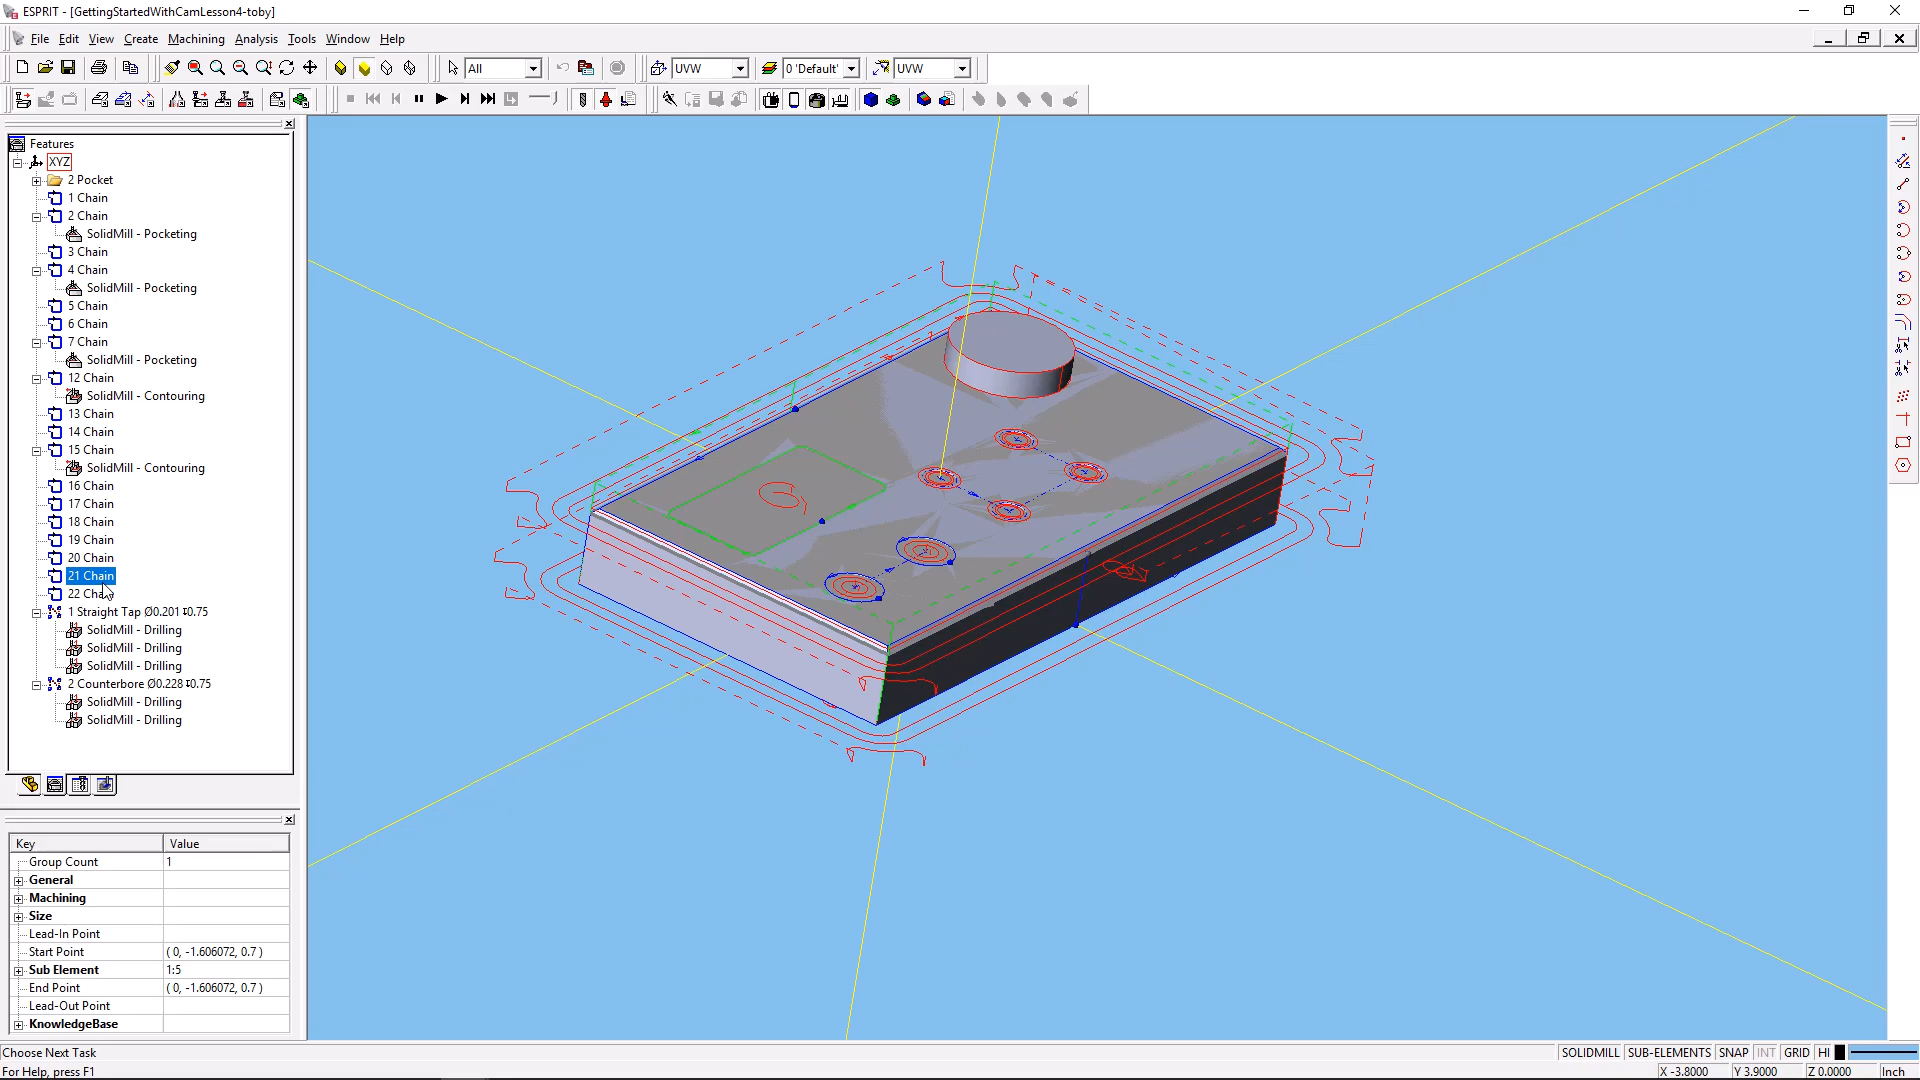 ESPRIT - [GettingStartedWithCamLesson4-toby]
File Edit View Create Machining Analysis Tools Window Help
All UVW 0 'Default' UVW
Features
XYZ
2 Pocket
1 Chain
2 Chain
SolidMill - Pocketing
3 Chain
4 Chain
SolidMill - Pocketing
5 Chain
6 Chain
7 Chain
SolidMill - Pocketing
12 Chain
SolidMill - Contouring
13 Chain
14 Chain
15 Chain
SolidMill - Contouring
16 Chain
17 Chain
18 Chain
19 Chain
20 Chain
21 Chain
22 Chain
1 Straight Tap Ø0.201 ↧0.75
SolidMill - Drilling
SolidMill - Drilling
SolidMill - Drilling
2 Counterbore Ø0.228 ↧0.75
SolidMill - Drilling
SolidMill - Drilling
Key Value
Group Count 1
General
Machining
Size
Lead-In Point
Start Point ( 0, -1.606072, 0.7 )
Sub Element 1:5
End Point ( 0, -1.606072, 0.7 )
Lead-Out Point
KnowledgeBase
Choose Next Task SOLIDMILL SUB-ELEMENTS SNAP INT GRID HI
For Help, press F1 X -3.8000 Y 3.9000 Z 0.0000 Inch